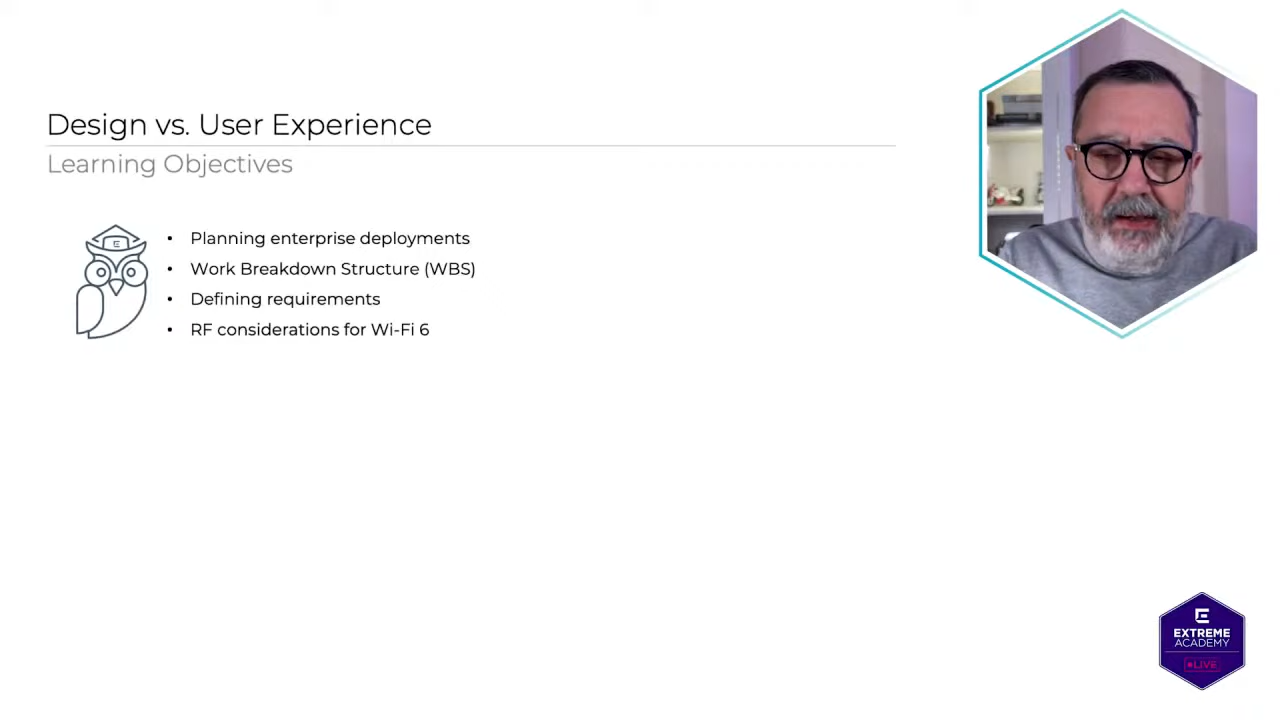 Design vs. User Experience
Learning Objectives
• Planning enterprise deployments
• Work Breakdown Structure (WBS)
• Defining requirements
• RF considerations for Wi-Fi 6
EXTREME
ACADEMY
LIVE